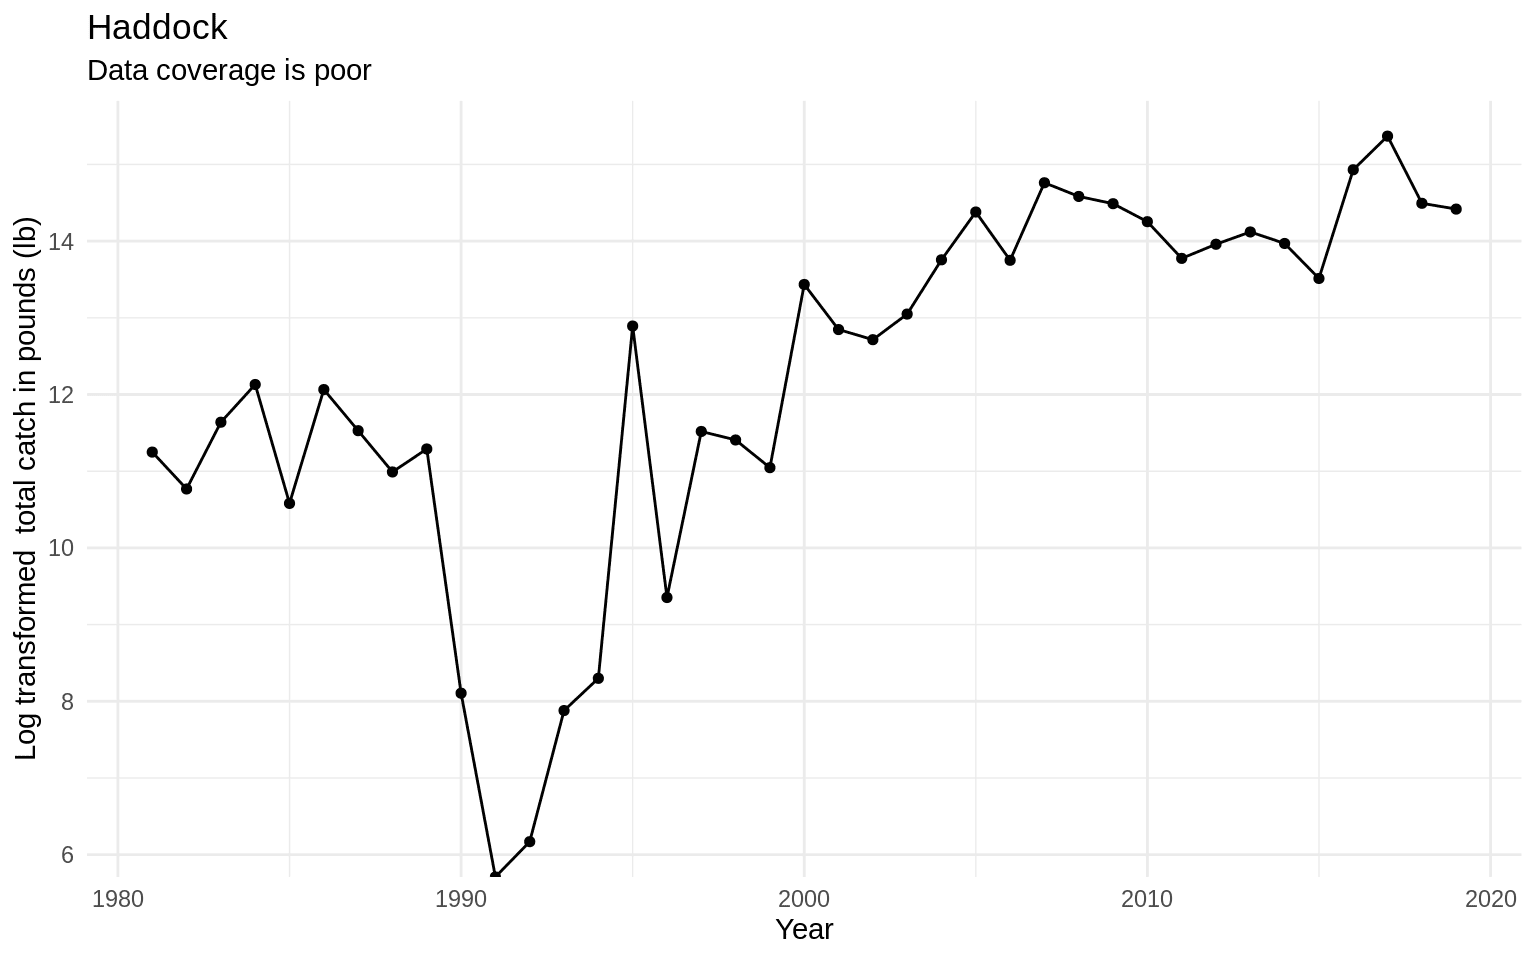 Haddock
Data coverage is poor
Log transformed  total catch in pounds (lb)
14
12
10
8
6
1980
1990
2000
2010
2020
Year